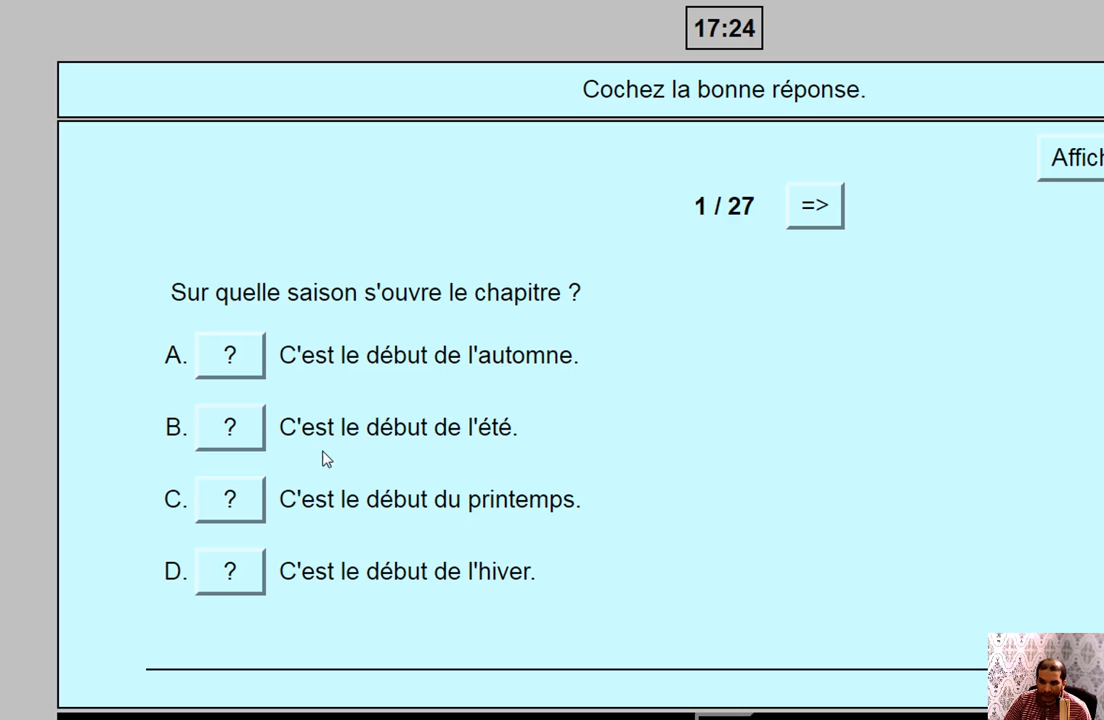 17:24
Cochez la bonne réponse.
Affich
1 / 27 =>
Sur quelle saison s'ouvre le chapitre ?
A. ? C'est le début de l'automne.
B. ? C'est le début de l'été.
C. ? C'est le début du printemps.
D. ? C'est le début de l'hiver.